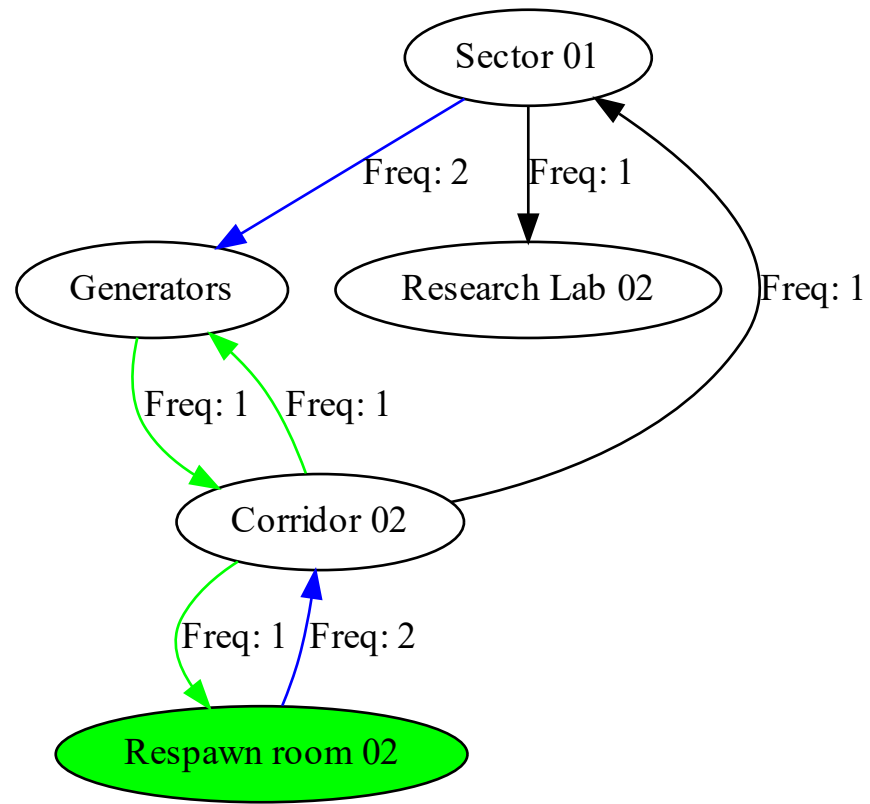 Sector 01
Freq: 2
Freq: 1
Generators
Research Lab 02
Freq: 1
Freq: 1
Freq: 1
Corridor 02
Freq: 1
Freq: 2
Respawn room 02